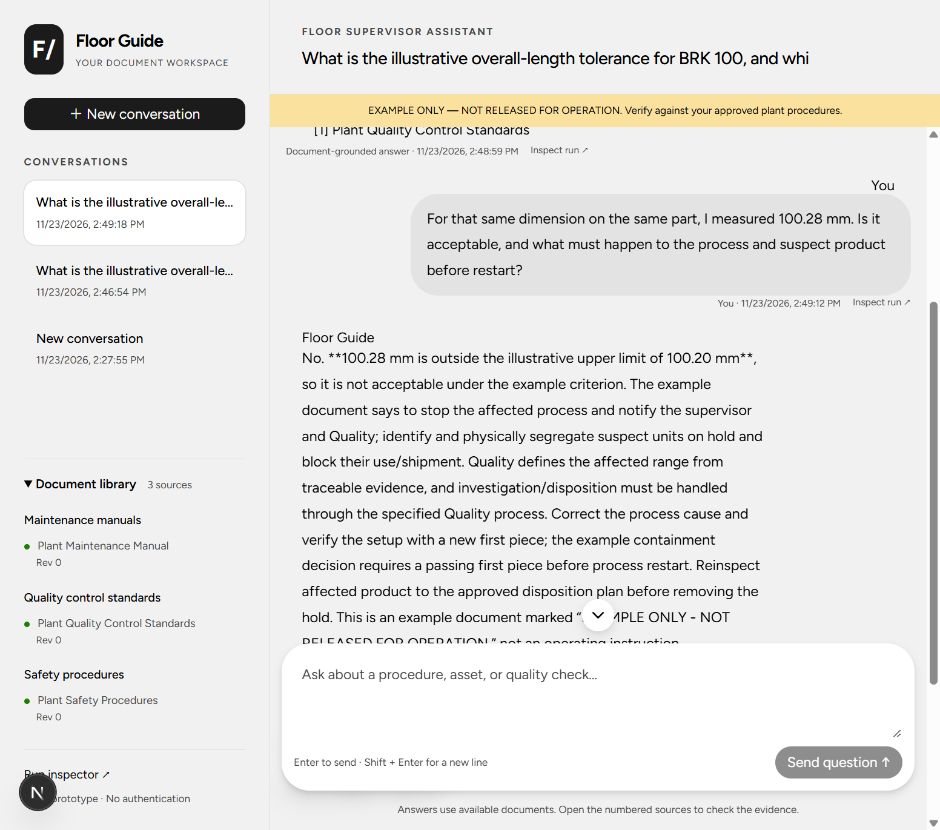 F/
Floor Guide
YOUR DOCUMENT WORKSPACE
+ New conversation
CONVERSATIONS
What is the illustrative overall-le...
11/23/2026, 2:49:18 PM
What is the illustrative overall-le...
11/23/2026, 2:46:54 PM
New conversation
11/23/2026, 2:27:55 PM
▼ Document library 3 sources
Maintenance manuals
Plant Maintenance Manual
Rev 0
Quality control standards
Plant Quality Control Standards
Rev 0
Safety procedures
Plant Safety Procedures
Rev 0
inspector ↗
N
prototype · No authentication
FLOOR SUPERVISOR ASSISTANT
What is the illustrative overall-length tolerance for BRK 100, and whi
EXAMPLE ONLY — NOT RELEASED FOR OPERATION. Verify against your approved plant procedures.
[1] Plant Quality Control Standards
Document-grounded answer · 11/23/2026, 2:48:59 PM Inspect run ↗
You
For that same dimension on the same part, I measured 100.28 mm. Is it
acceptable, and what must happen to the process and suspect product
before restart?
You · 11/23/2026, 2:49:12 PM Inspect run ↗
Floor Guide
No. **100.28 mm is outside the illustrative upper limit of 100.20 mm**,
so it is not acceptable under the example criterion. The example
document says to stop the affected process and notify the supervisor
and Quality; identify and physically segregate suspect units on hold and
block their use/shipment. Quality defines the affected range from
traceable evidence, and investigation/disposition must be handled
through the specified Quality process. Correct the process cause and
verify the setup with a new first piece; the example containment
decision requires a passing first piece before process restart. Reinspect
affected product to the approved disposition plan before removing the
hold. This is an example document marked “ MPLE ONLY - NOT
RELEASED FOR OPERATION,” not an operating instruction.
Ask about a procedure, asset, or quality check...
Enter to send · Shift + Enter for a new line
Send question ↑
Answers use available documents. Open the numbered sources to check the evidence.